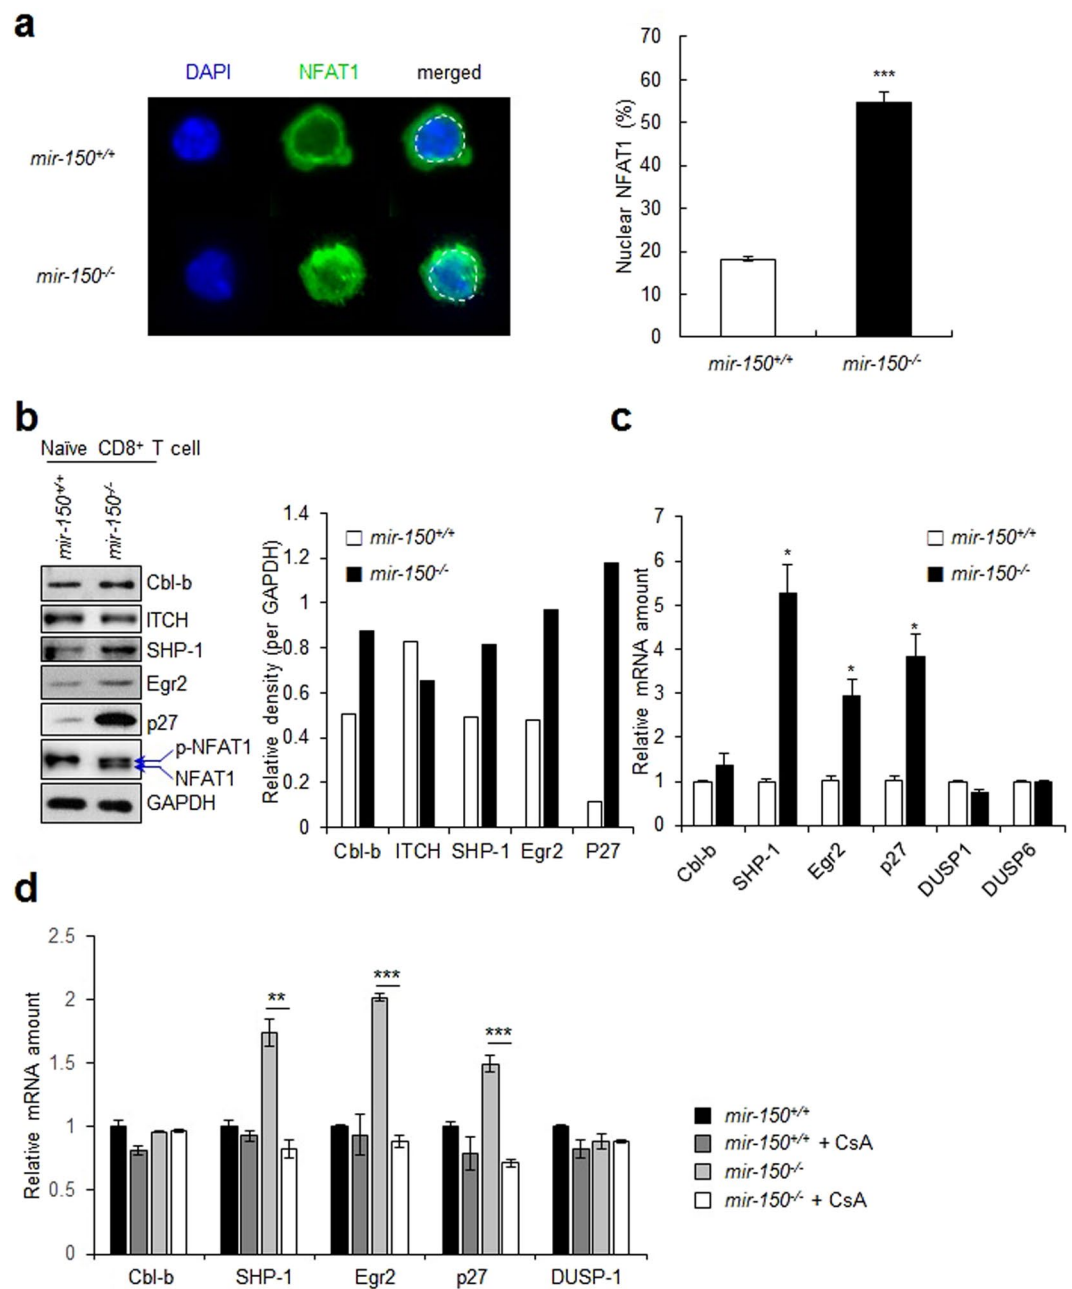 a
DAPI NFAT1 merged
mir-150+/+
mir-150-/-
Nuclear NFAT1 (%)
70
60
50
40
30
20
10
0
***
mir-150+/+ mir-150-/-
b
Naïve CD8+ T cell
mir-150+/+
mir-150-/-
Cbl-b
ITCH
SHP-1
Egr2
p27
p-NFAT1
NFAT1
GAPDH
Relative density (per GAPDH)
1.4
1.2
1
0.8
0.6
0.4
0.2
0
mir-150+/+
mir-150-/-
Cbl-b ITCH SHP-1 Egr2 P27
c
Relative mRNA amount
7
6
5
4
3
2
1
0
mir-150+/+
mir-150-/-
*
*
*
Cbl-b SHP-1 Egr2 p27 DUSP1 DUSP6
d
Relative mRNA amount
2.5
2
1.5
1
0.5
0
**
***
***
Cbl-b SHP-1 Egr2 p27 DUSP-1
mir-150+/+
mir-150+/+ + CsA
mir-150-/-
mir-150-/- + CsA